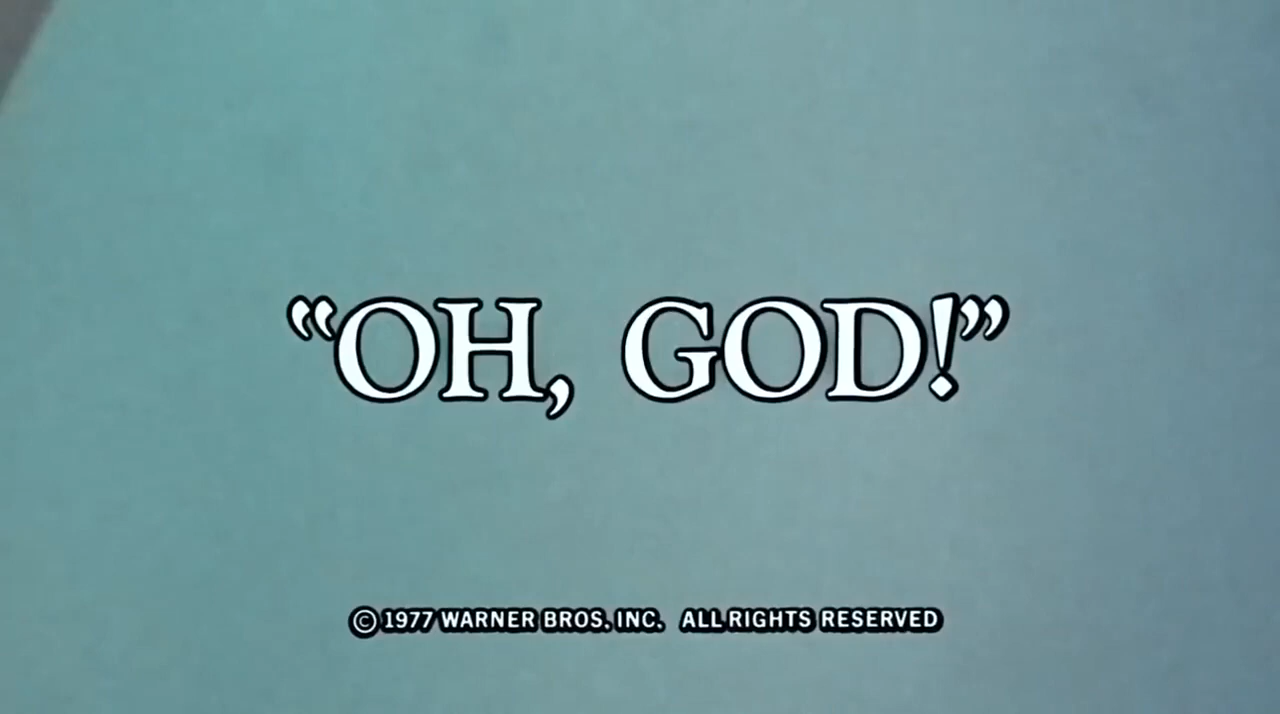 “OH, GOD!”
© 1977 WARNER BROS. INC. ALL RIGHTS RESERVED